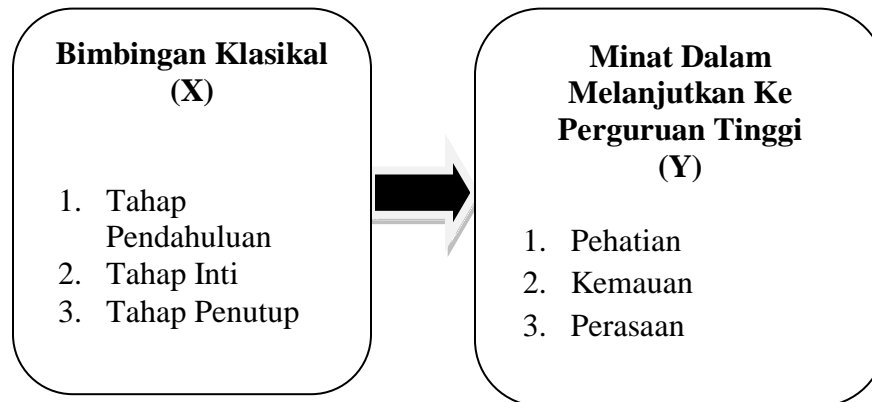 Bimbingan Klasikal
(X)
1. Tahap
Pendahuluan
2. Tahap Inti
3. Tahap Penutup
Minat Dalam
Melanjutkan Ke
Perguruan Tinggi
(Y)
1. Pehatian
2. Kemauan
3. Perasaan